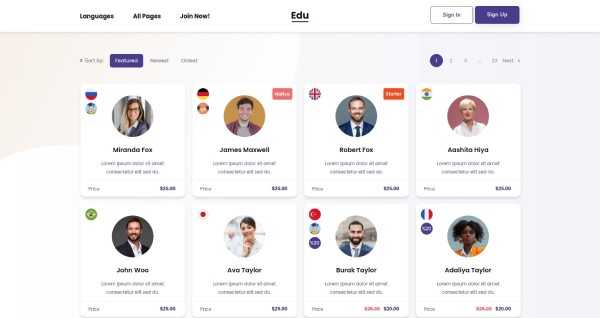 Languages All Pages Join Now! Edu Sign In Sign Up
Sort by: Featured Newest Oldest 1 2 3 ... 23 Next »
Native Starter
Miranda Fox James Maxwell Robert Fox Aashita Hiya
Lorem ipsum dolor sit amet Lorem ipsum dolor sit amet Lorem ipsum dolor sit amet Lorem ipsum dolor sit amet
consectetur elit sed do. consectetur elit sed do. consectetur elit sed do. consectetur elit sed do.
Price $25.00 Price $25.00 Price $25.00 Price $25.00
%20 %20
John Woo Ava Taylor Burak Taylor Adaliya Taylor
Lorem ipsum dolor sit amet Lorem ipsum dolor sit amet Lorem ipsum dolor sit amet Lorem ipsum dolor sit amet
consectetur elit sed do. consectetur elit sed do. consectetur elit sed do. consectetur elit sed do.
Price $25.00 Price $25.00 Price $25.00 $20.00 Price $25.00 $20.00